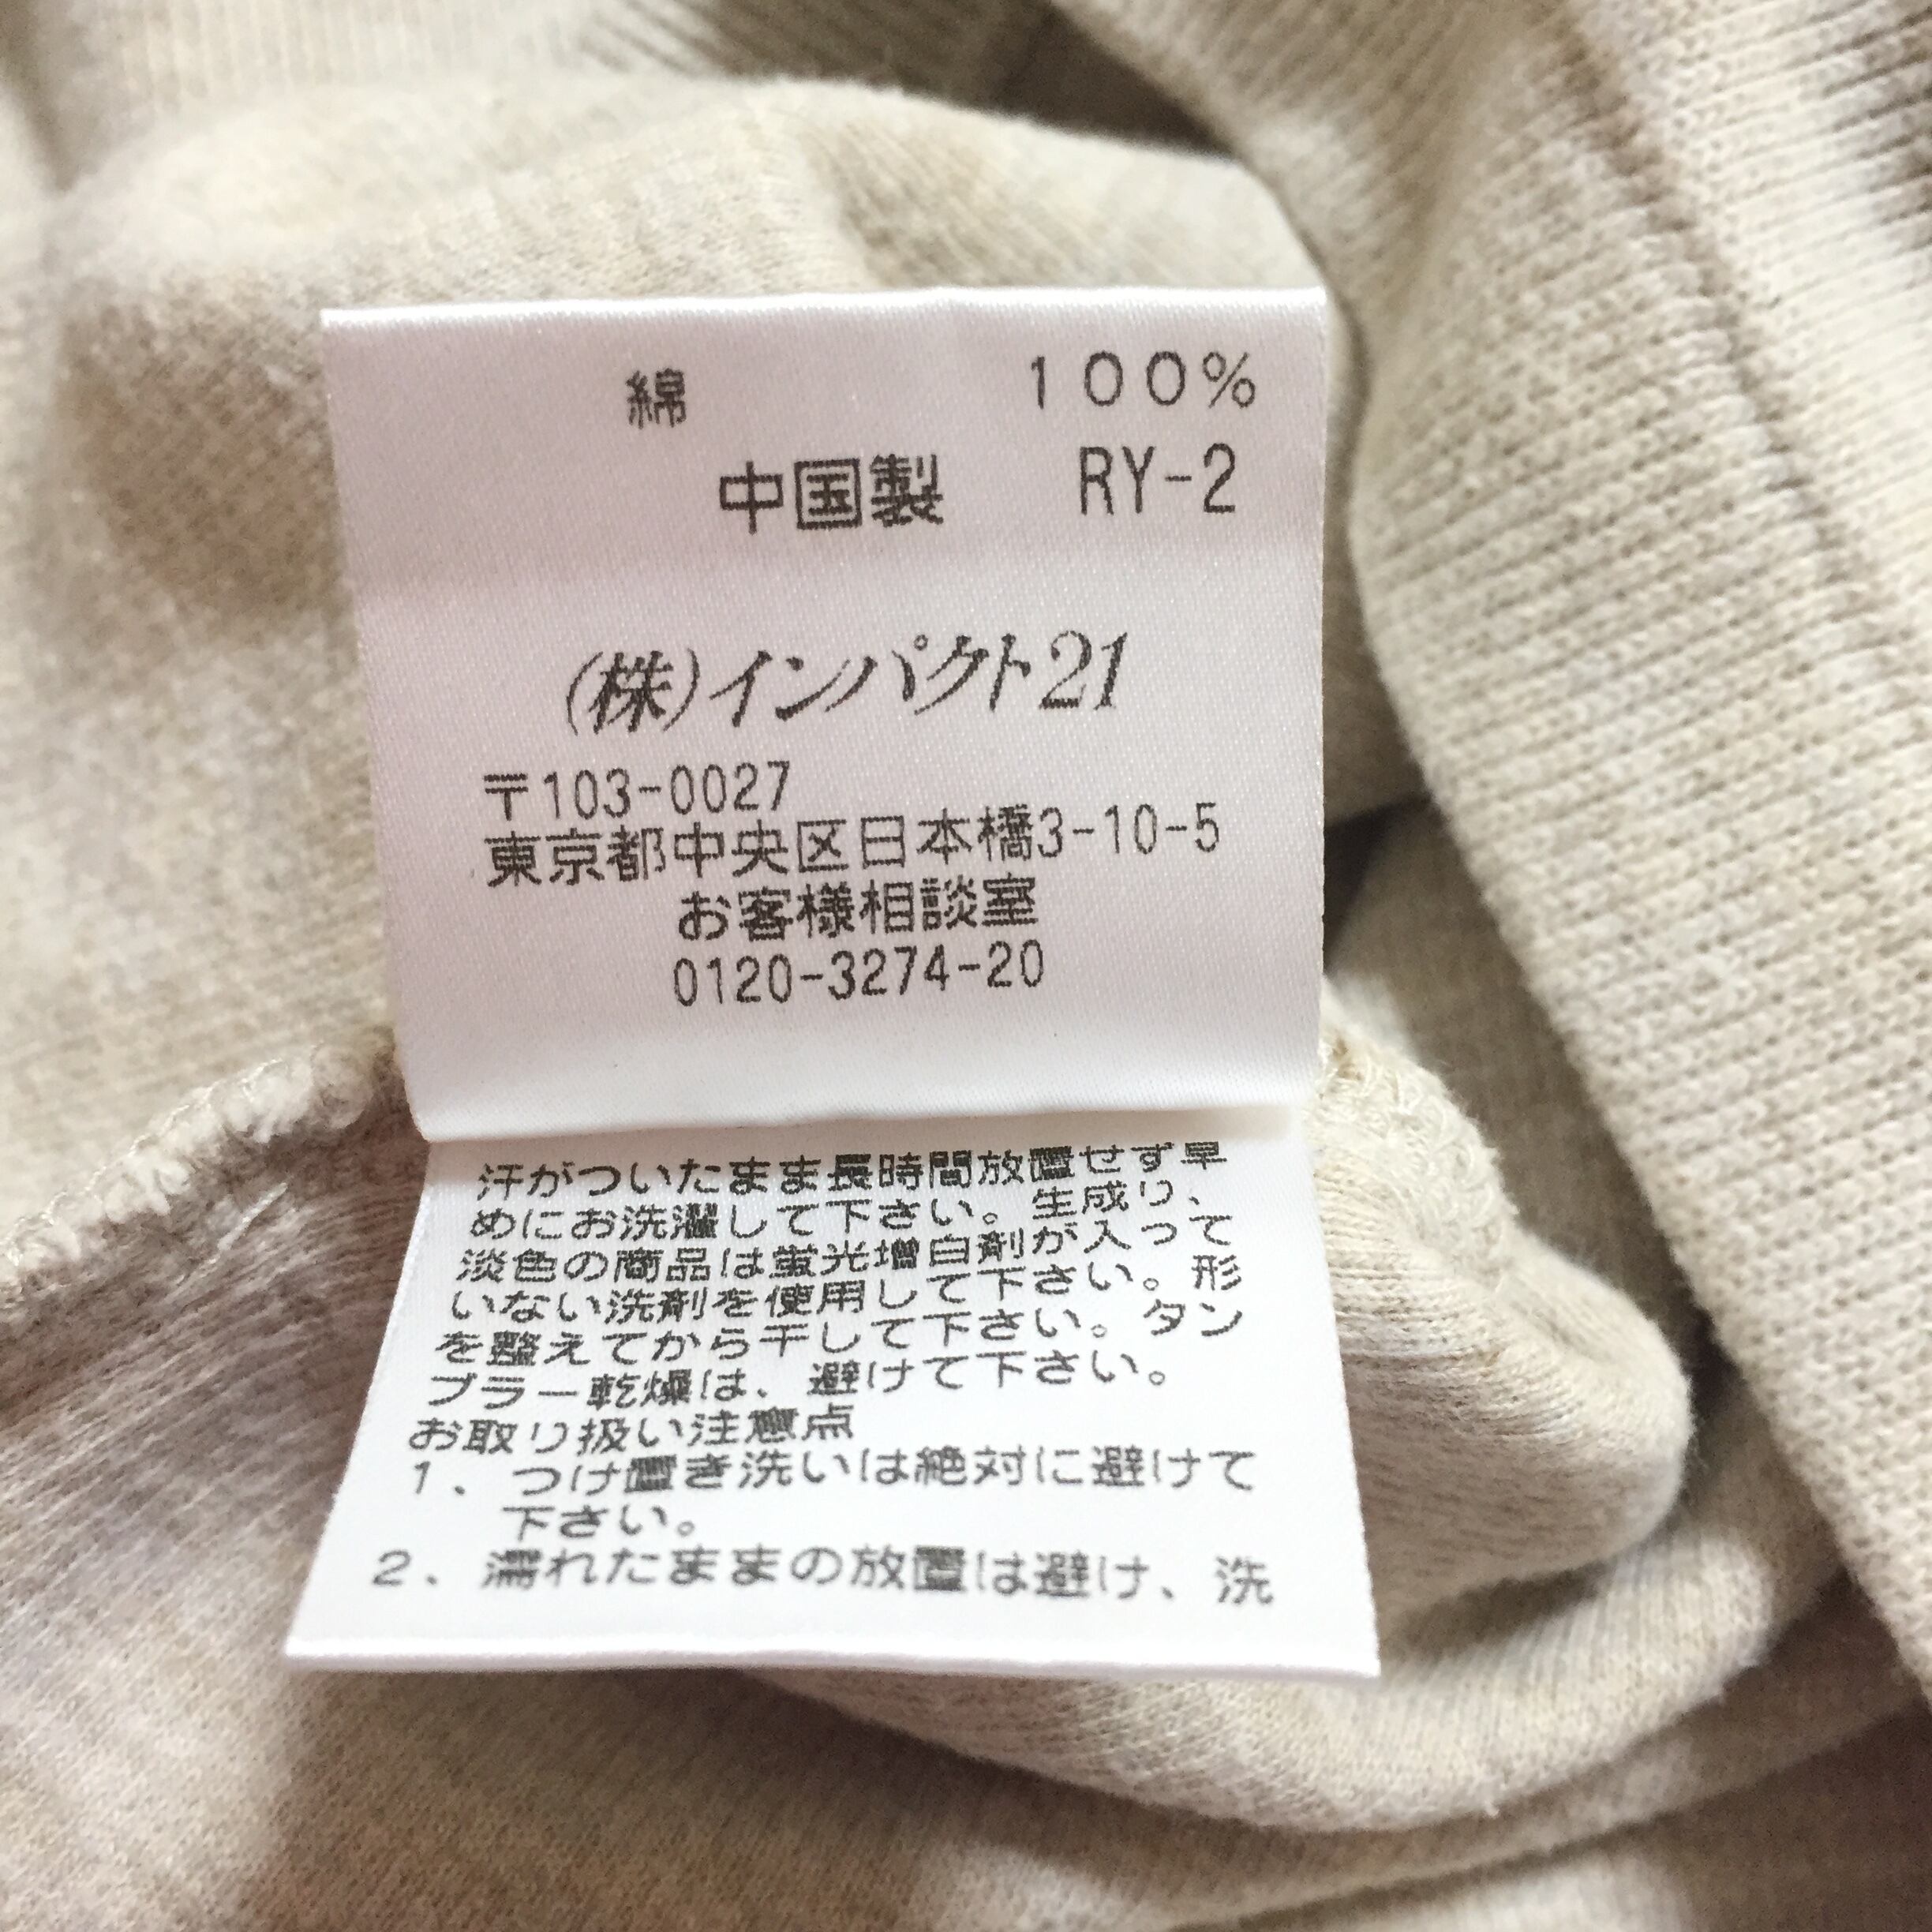 綿 100%
中国製 RY-2
(株)インパクト21
〒103-0027
東京都中央区日本橋3-10-5
お客様相談室
0120-3274-20
汗がついたまま長時間放置せず早
めにお洗濯して下さい。生成り、
淡色の商品は蛍光増白剤が入って
いない洗剤を使用して下さい。形
を整えてから干して下さい。タン
ブラー乾燥は、避けて下さい。
お取り扱い注意点
1. つけ置き洗いは絶対に避けて
下さい。
2. 濡れたままの放置は避け、洗